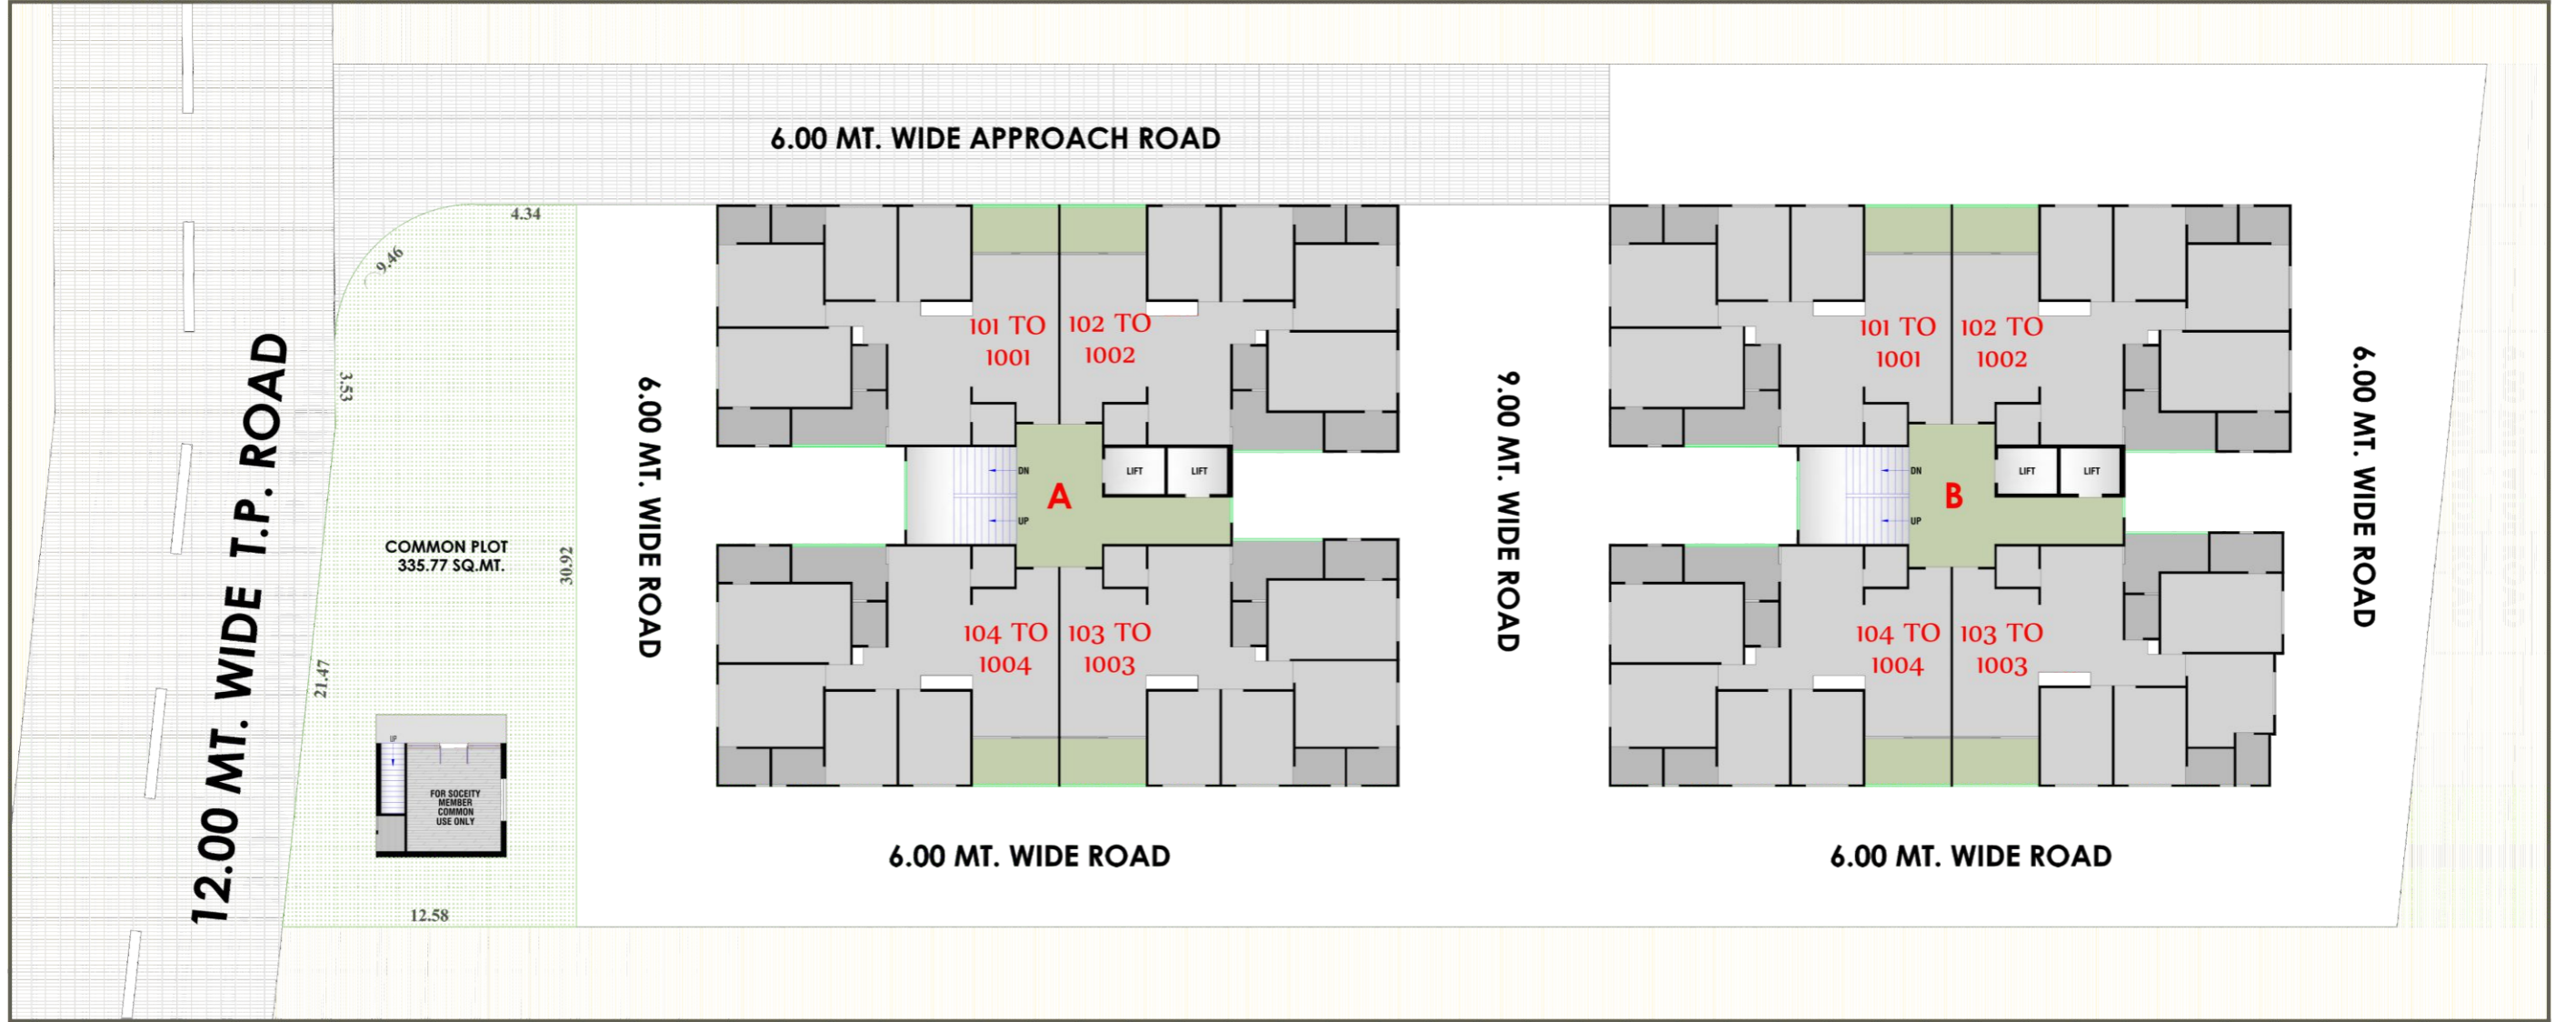 6.00 MT. WIDE APPROACH ROAD
4.34
9.46
3.53
12.00 MT. WIDE T.P. ROAD
COMMON PLOT
335.77 SQ.MT.
30.92
21.47
UP
FOR SOCEITY
MEMBER
COMMON
USE ONLY
12.58
6.00 MT. WIDE ROAD
101 TO
1001
102 TO
1002
DN
UP
A
LIFT
LIFT
104 TO
1004
103 TO
1003
6.00 MT. WIDE ROAD
9.00 MT. WIDE ROAD
101 TO
1001
102 TO
1002
DN
UP
B
LIFT
LIFT
104 TO
1004
103 TO
1003
6.00 MT. WIDE ROAD
6.00 MT. WIDE ROAD